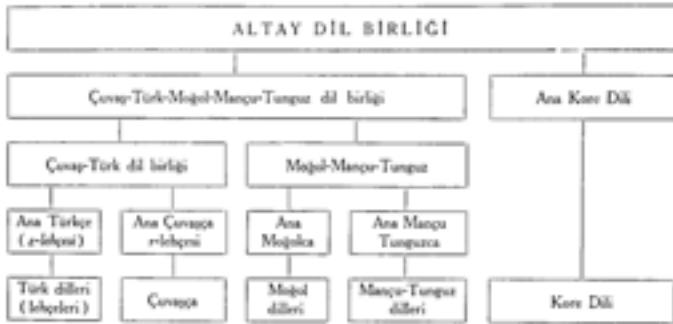 ALTAY DİL BİRLİĞİ
Çuvaş-Türk-Moğol-Mançu-Tunguz dil birliği
Ana Kore Dili
Çuvaş-Türk dil birliği
Moğol-Mançu-Tunguz
Ana Türkçe
(z-lehçesi)
Ana Çuvaşça
r-lehçesi
Ana
Moğolca
Ana Mançu
Tunguzca
Türk dilleri
(lehçeleri)
Çuvaşça
Moğol
dilleri
Mançu-Tunguz
dilleri
Kore Dili